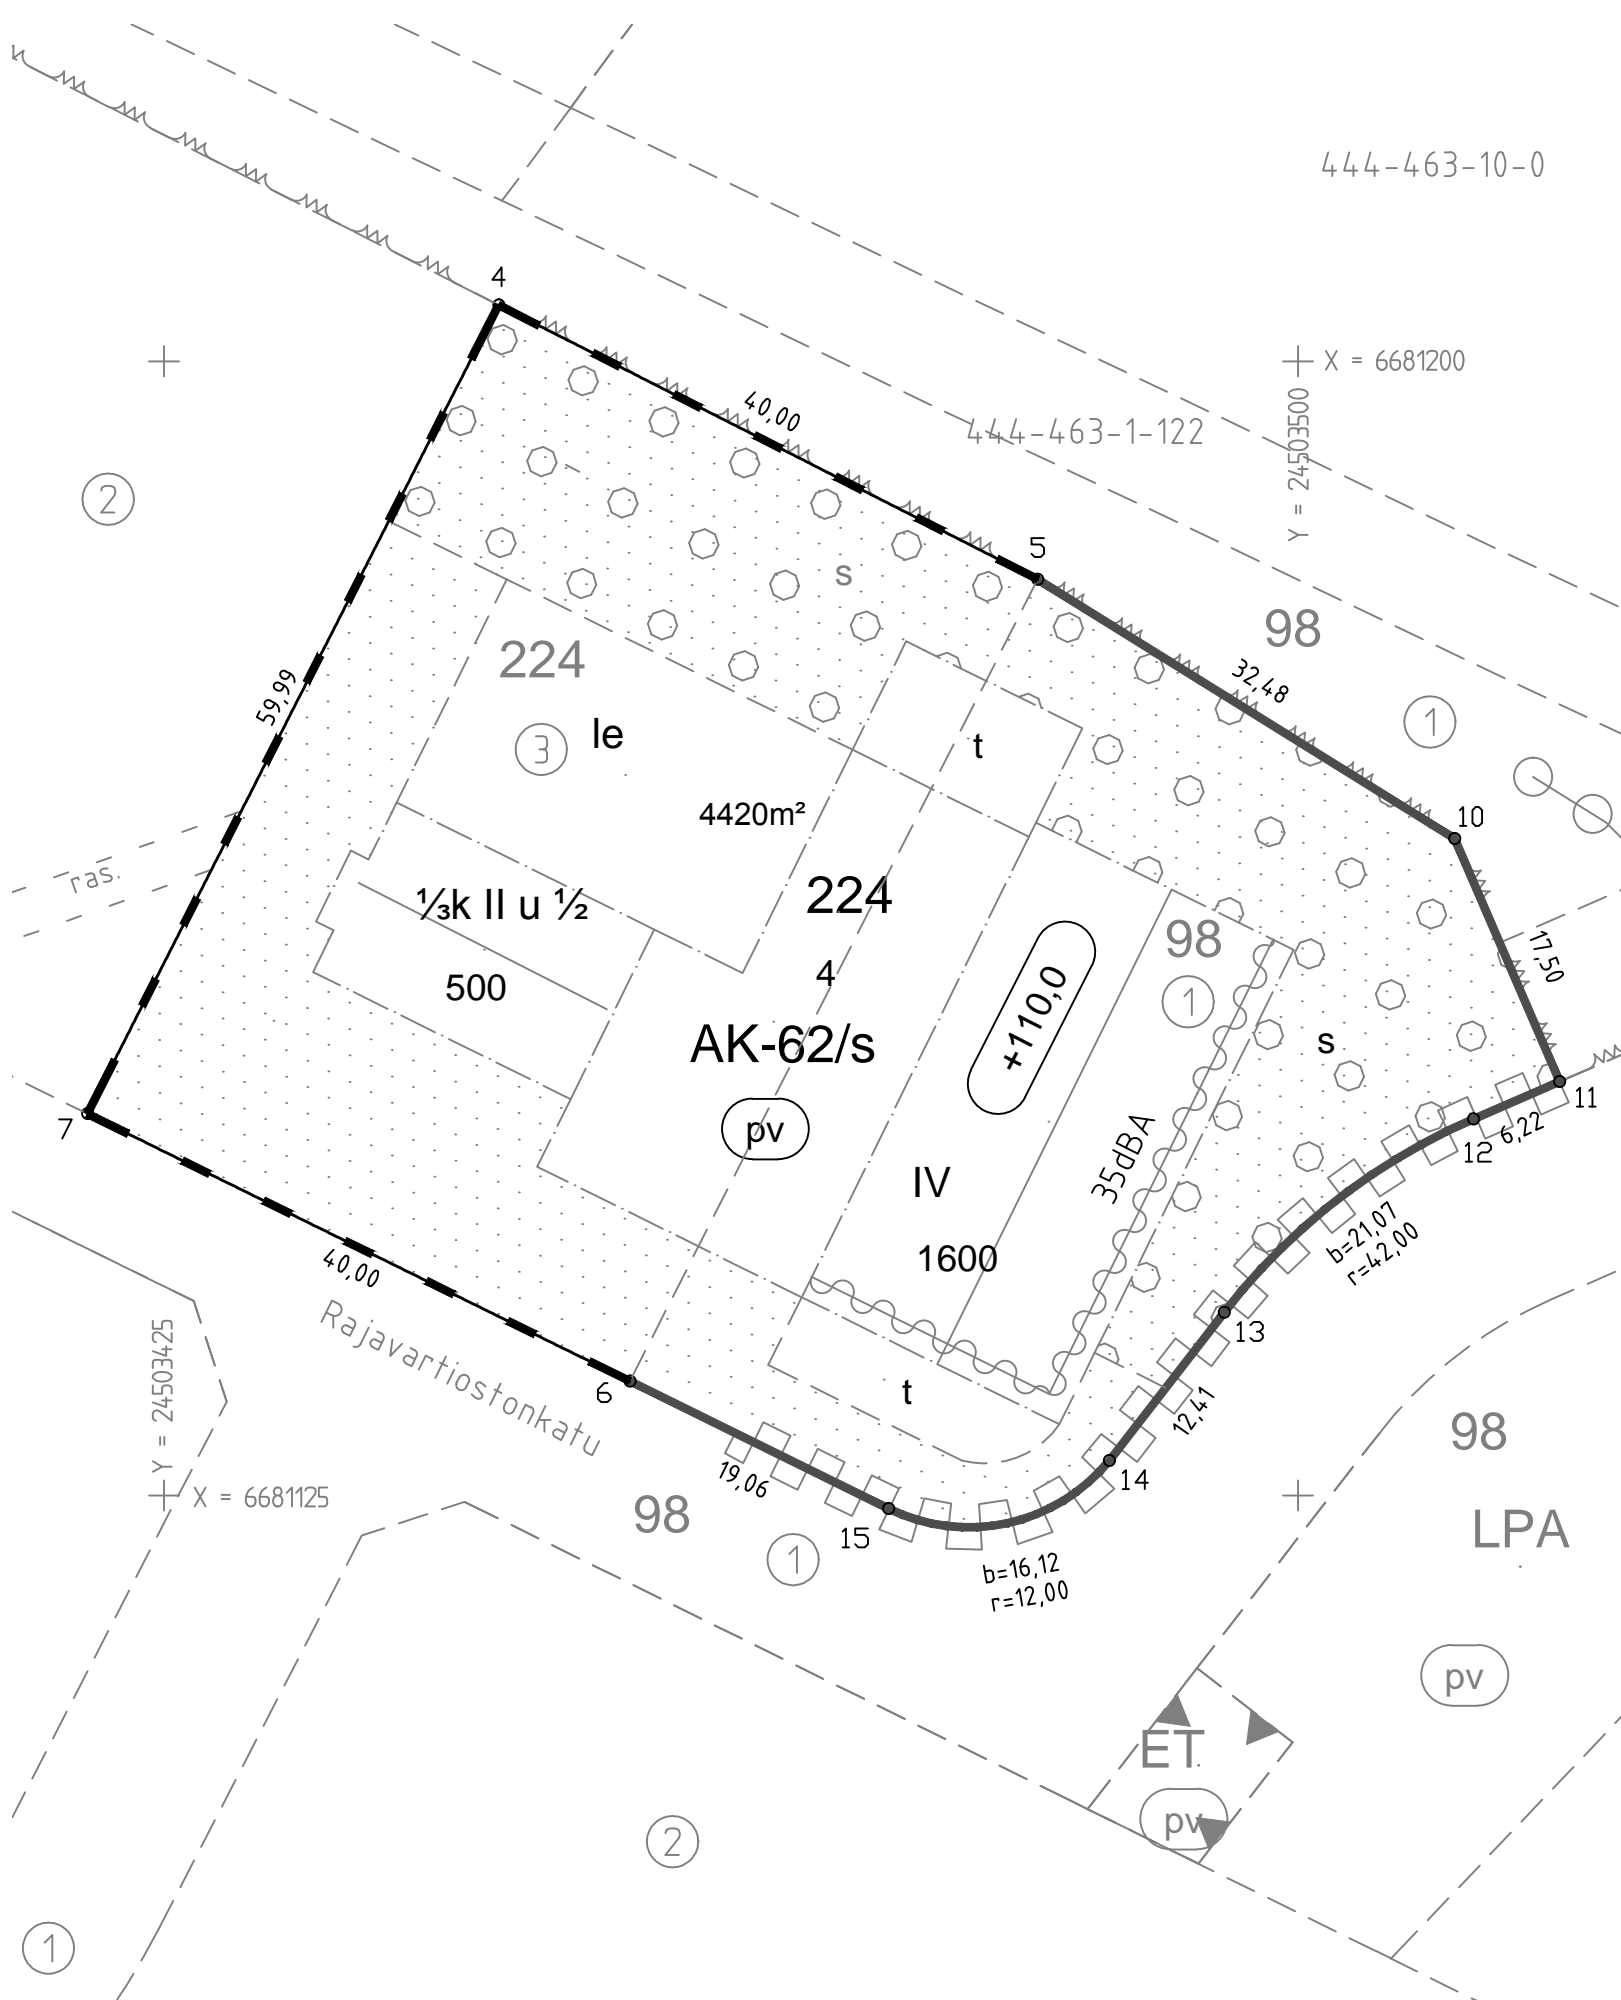 444-463-10-0
4
X = 6681200
Y = 24503500
40,00
444-463-1-122
2
5
s
98
224
32,48
59,99
le
3
t
1
4420m²
10
ras.
224
⅓k II u ½
98
17,50
4
500
1
+110,0
s
AK-62/s
11
pv
7
6,22
12
35dBA
IV
b=21,07
r=42,00
1600
40,00
13
Rajavartiostonkatu
6
t
12,41
98
Y = 24503425
19,06
14
X = 6681125
98
15
LPA
1
b=16,12
r=12,00
pv
ET
pv
2
1